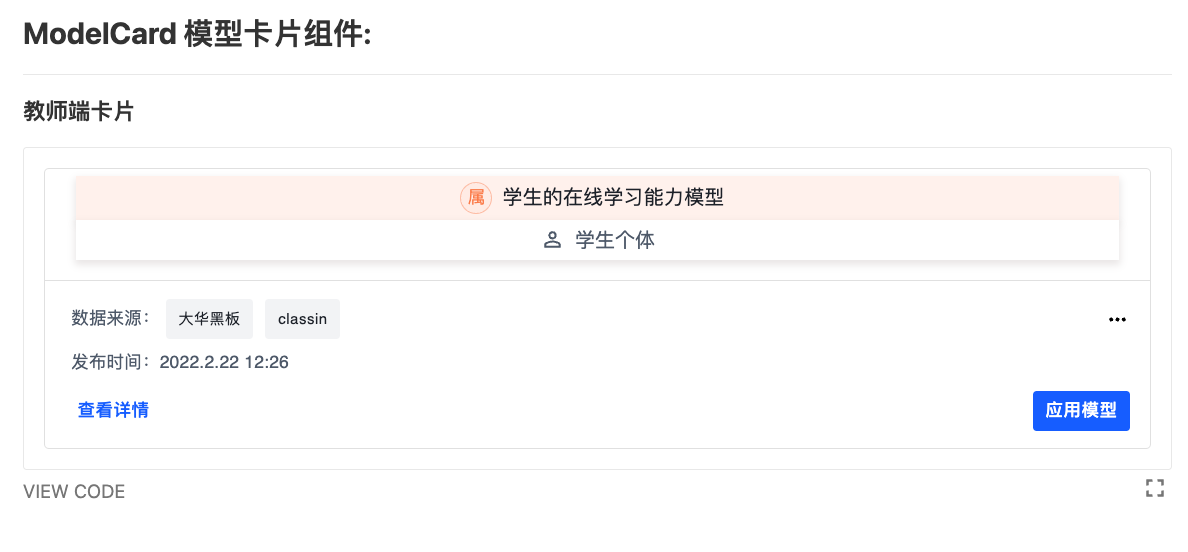 ModelCard 模型卡片组件:
教师端卡片
属 学生的在线学习能力模型
学生个体
数据来源： 大华黑板 classin
发布时间：2022.2.22 12:26
查看详情 应用模型
VIEW CODE